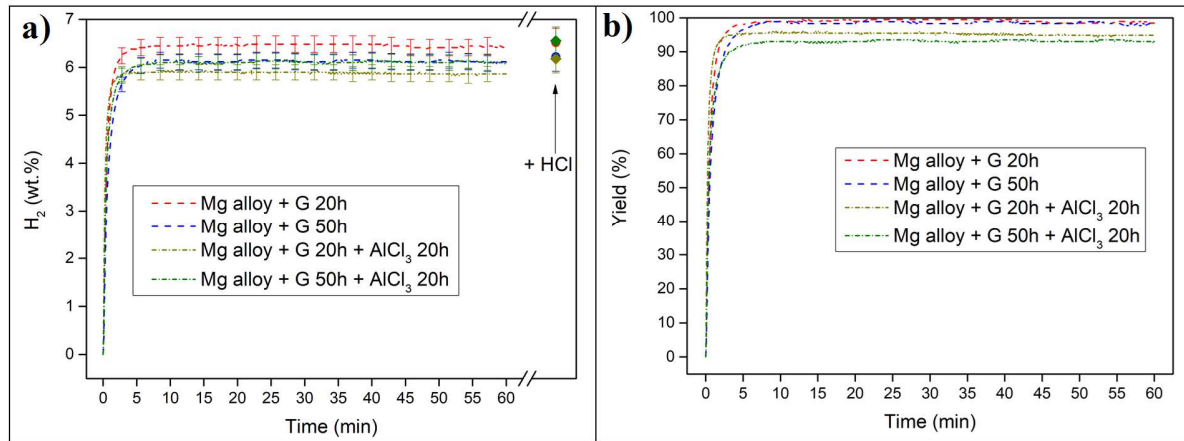 a)
7
6
5
4
3
2
1
0
H2 (wt.%)
+ HCl
Mg alloy + G 20h
Mg alloy + G 50h
Mg alloy + G 20h + AlCl3 20h
Mg alloy + G 50h + AlCl3 20h
0 5 10 15 20 25 30 35 40 45 50 55 60
Time (min)
b)
100
90
80
70
60
50
40
30
20
10
0
Yield (%)
Mg alloy + G 20h
Mg alloy + G 50h
Mg alloy + G 20h + AlCl3 20h
Mg alloy + G 50h + AlCl3 20h
0 5 10 15 20 25 30 35 40 45 50 55 60
Time (min)